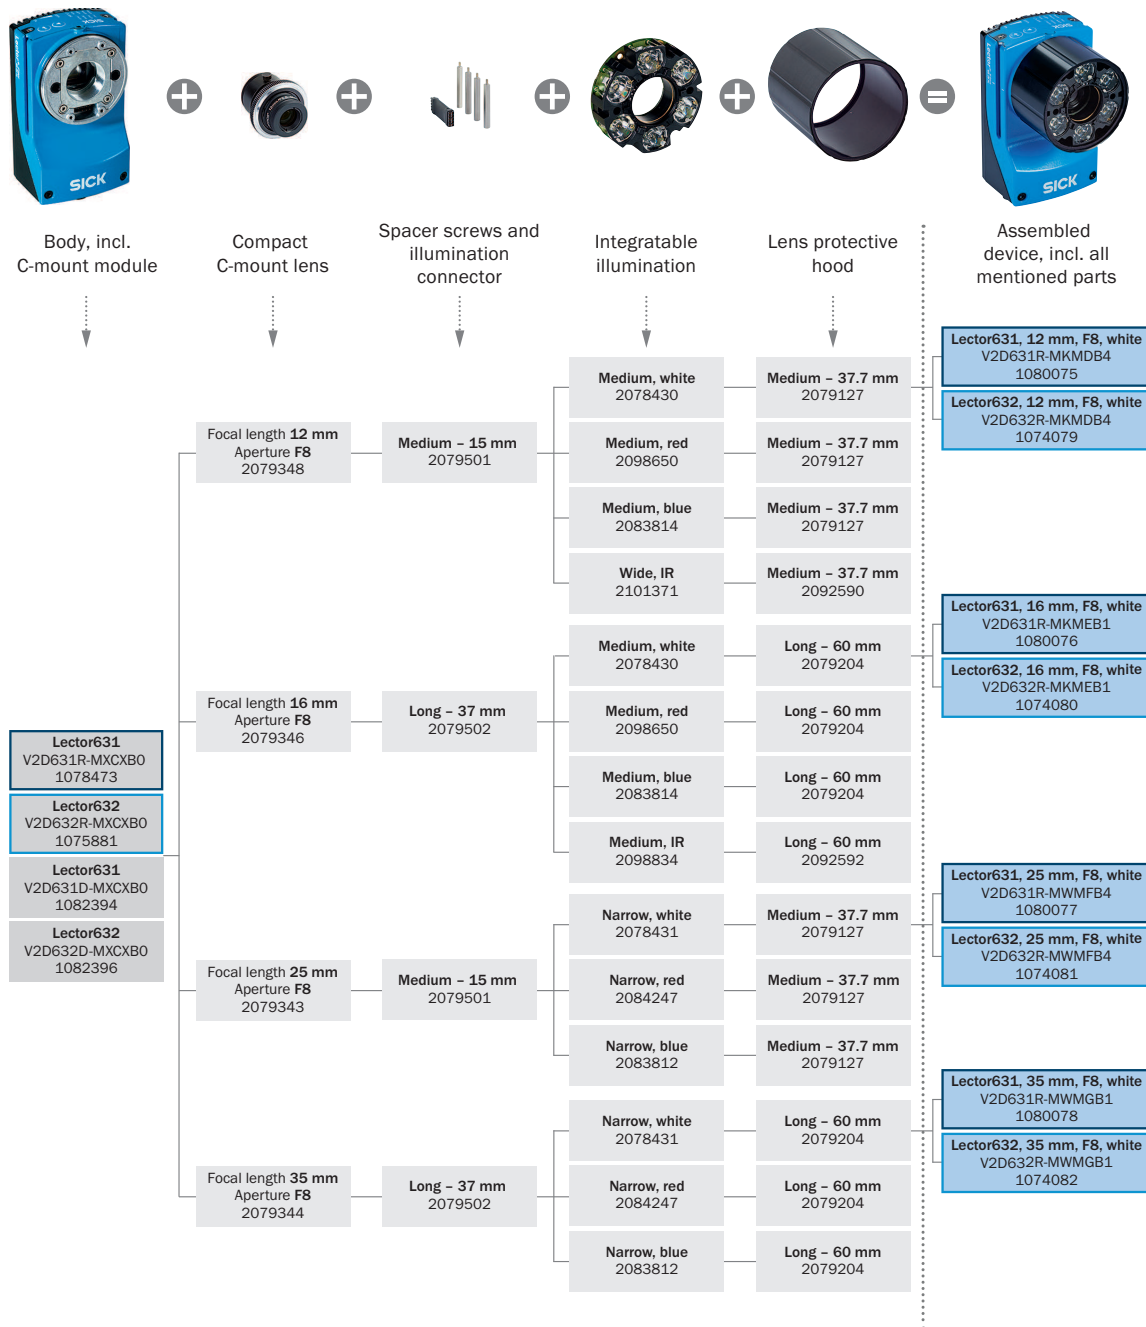 SICK
SICK
SICK
SICK
Body, incl.
C-mount module
Compact
C-mount lens
Spacer screws and
illumination
connector
Integratable
illumination
Lens protective
hood
Assembled
device, incl. all
mentioned parts
Lector631
V2D631R-MXCXB0
1078473
Lector632
V2D632R-MXCXB0
1075881
Lector631
V2D631D-MXCXB0
1082394
Lector632
V2D632D-MXCXB0
1082396
Focal length 12 mm
Aperture F8
2079348
Medium – 15 mm
2079501
Medium, white
2078430
Medium – 37.7 mm
2079127
Medium, red
2098650
Medium – 37.7 mm
2079127
Medium, blue
2083814
Medium – 37.7 mm
2079127
Wide, IR
2101371
Medium – 37.7 mm
2092590
Lector631, 12 mm, F8, white
V2D631R-MKMDB4
1080075
Lector632, 12 mm, F8, white
V2D632R-MKMDB4
1074079
Focal length 16 mm
Aperture F8
2079346
Long – 37 mm
2079502
Medium, white
2078430
Long – 60 mm
2079204
Medium, red
2098650
Long – 60 mm
2079204
Medium, blue
2083814
Long – 60 mm
2079204
Medium, IR
2098834
Long – 60 mm
2092592
Lector631, 16 mm, F8, white
V2D631R-MKMEB1
1080076
Lector632, 16 mm, F8, white
V2D632R-MKMEB1
1074080
Focal length 25 mm
Aperture F8
2079343
Medium – 15 mm
2079501
Narrow, white
2078431
Medium – 37.7 mm
2079127
Narrow, red
2084247
Medium – 37.7 mm
2079127
Narrow, blue
2083812
Medium – 37.7 mm
2079127
Lector631, 25 mm, F8, white
V2D631R-MWMFB4
1080077
Lector632, 25 mm, F8, white
V2D632R-MWMFB4
1074081
Focal length 35 mm
Aperture F8
2079344
Long – 37 mm
2079502
Narrow, white
2078431
Long – 60 mm
2079204
Narrow, red
2084247
Long – 60 mm
2079204
Narrow, blue
2083812
Long – 60 mm
2079204
Lector631, 35 mm, F8, white
V2D631R-MWMGB1
1080078
Lector632, 35 mm, F8, white
V2D632R-MWMGB1
1074082